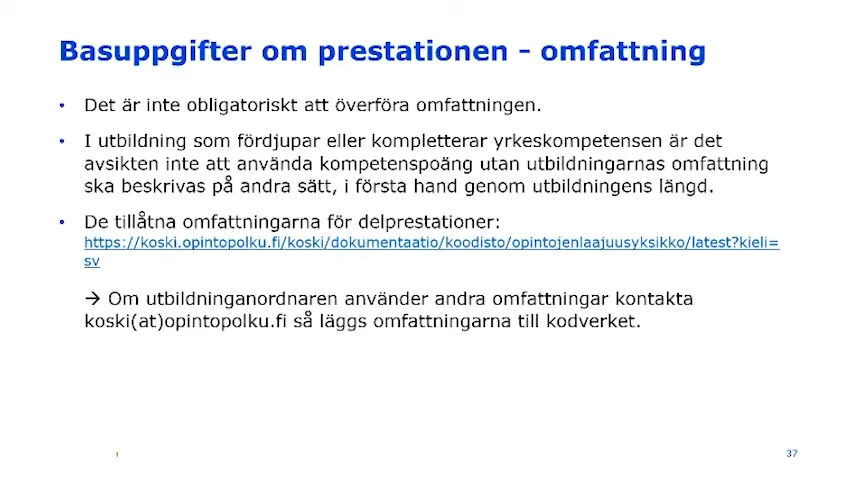 Basuppgifter om prestationen - omfattning
• Det är inte obligatoriskt att överföra omfattningen.
• I utbildning som fördjupar eller kompletterar yrkeskompetensen är det
avsikten inte att använda kompetenspoäng utan utbildningarnas omfattning
ska beskrivas på andra sätt, i första hand genom utbildningens längd.
• De tillåtna omfattningarna för delprestationer:
https://koski.opintopolku.fi/koski/dokumentaatio/koodisto/opintojenlaajuusyksikko/latest?kieli=
sv
→ Om utbildninganordnaren använder andra omfattningar kontakta
koski(at)opintopolku.fi så läggs omfattningarna till kodverket.
37